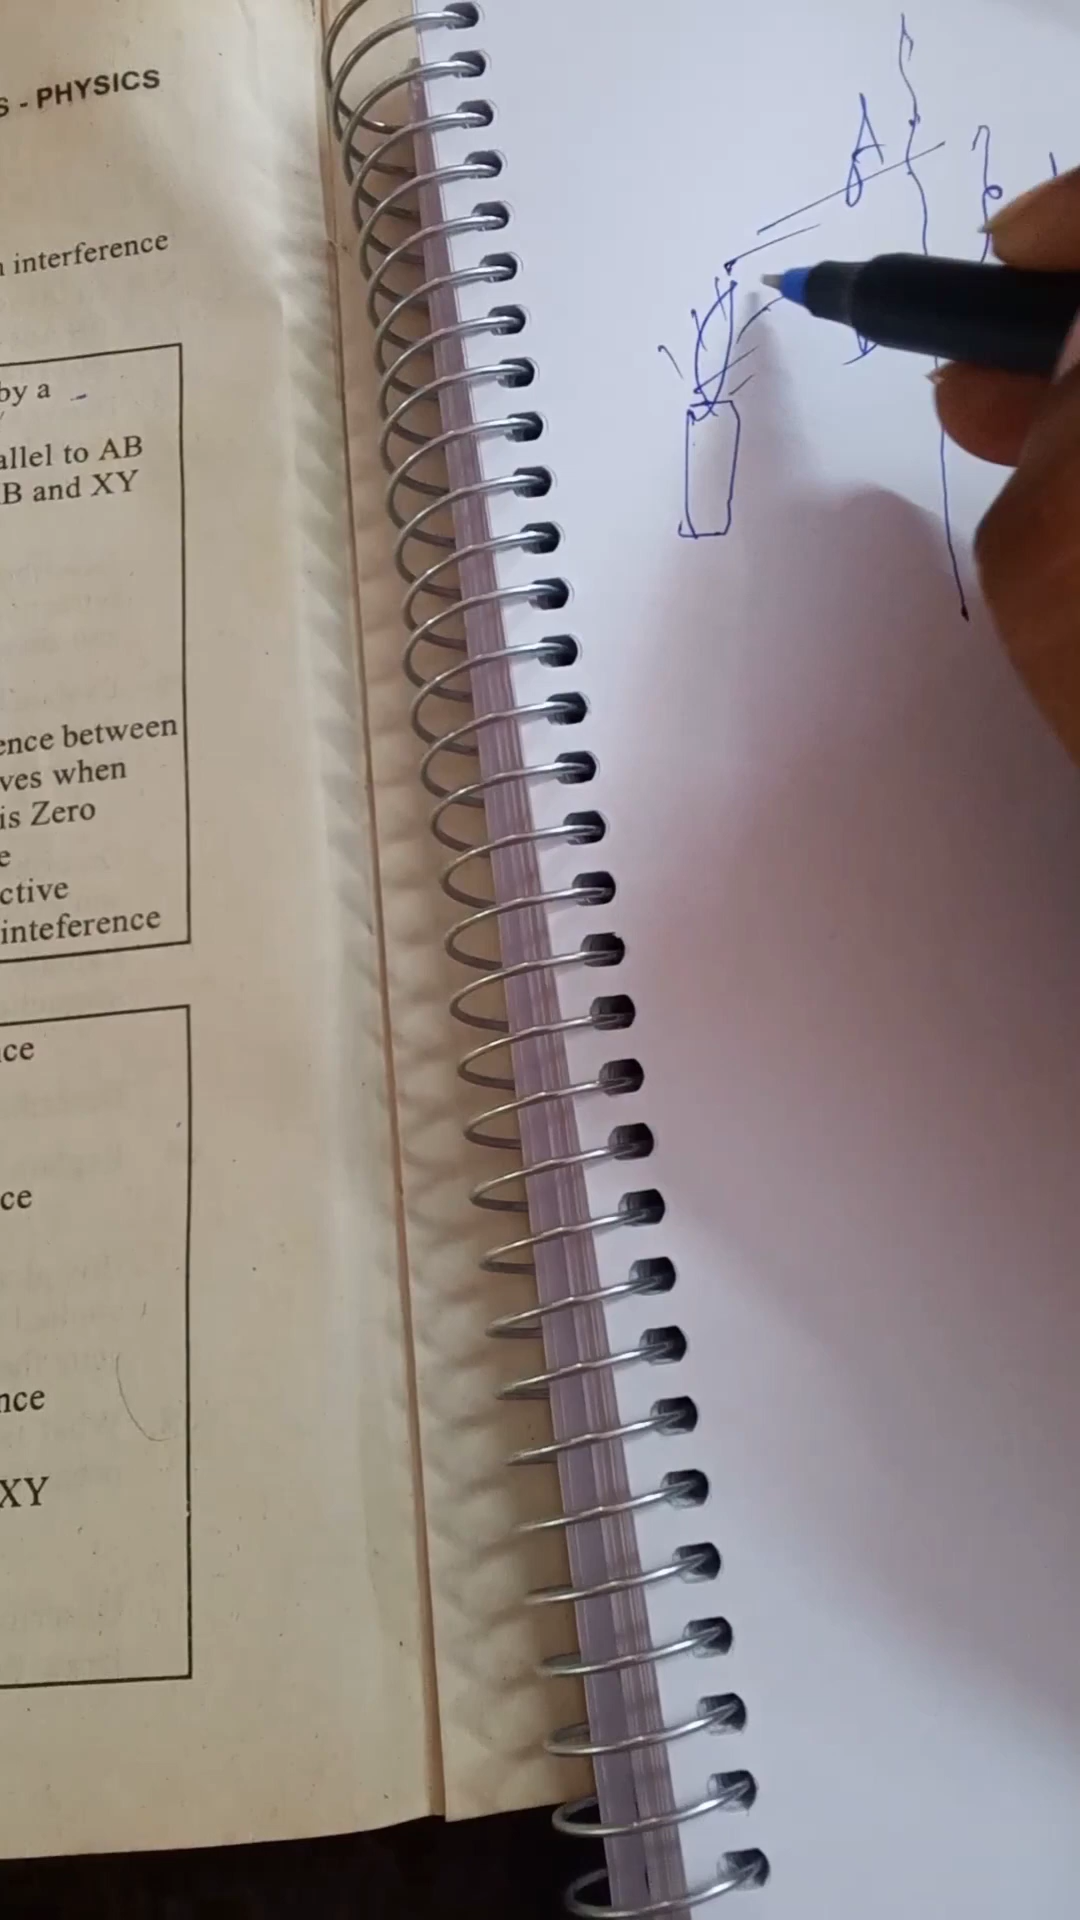 S - PHYSICS
interference
by a
allel to AB
B and XY
ence between
ves when
is Zero
e
ctive
inteference
ce
ce
nce
XY
A